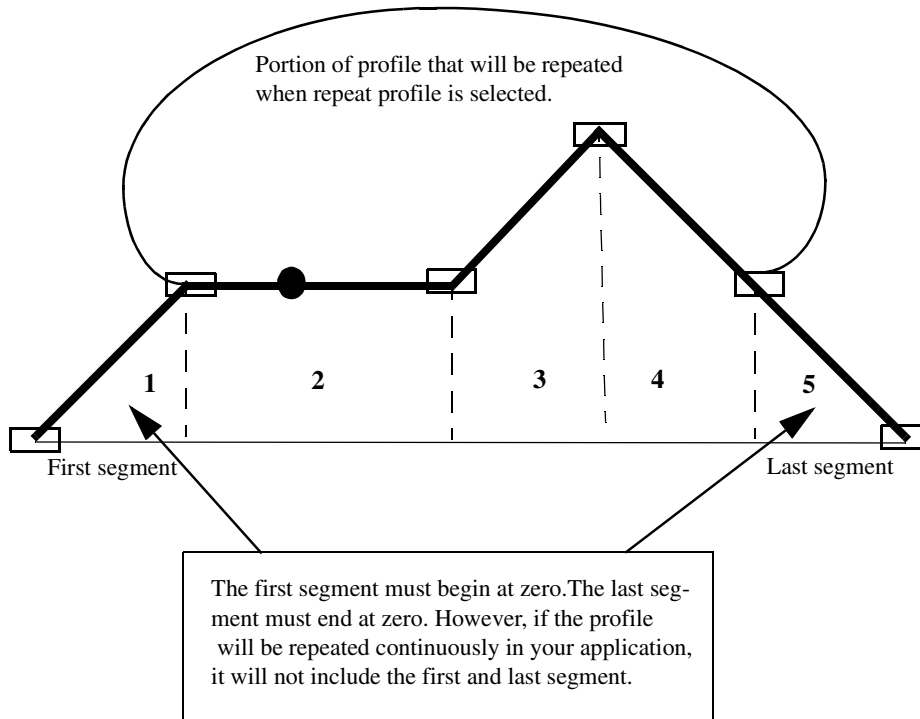 Portion of profile that will be repeated
when repeat profile is selected.
1
2
3
4
5
First segment
Last segment
The first segment must begin at zero.The last seg-
ment must end at zero. However, if the profile
will be repeated continuously in your application,
it will not include the first and last segment.